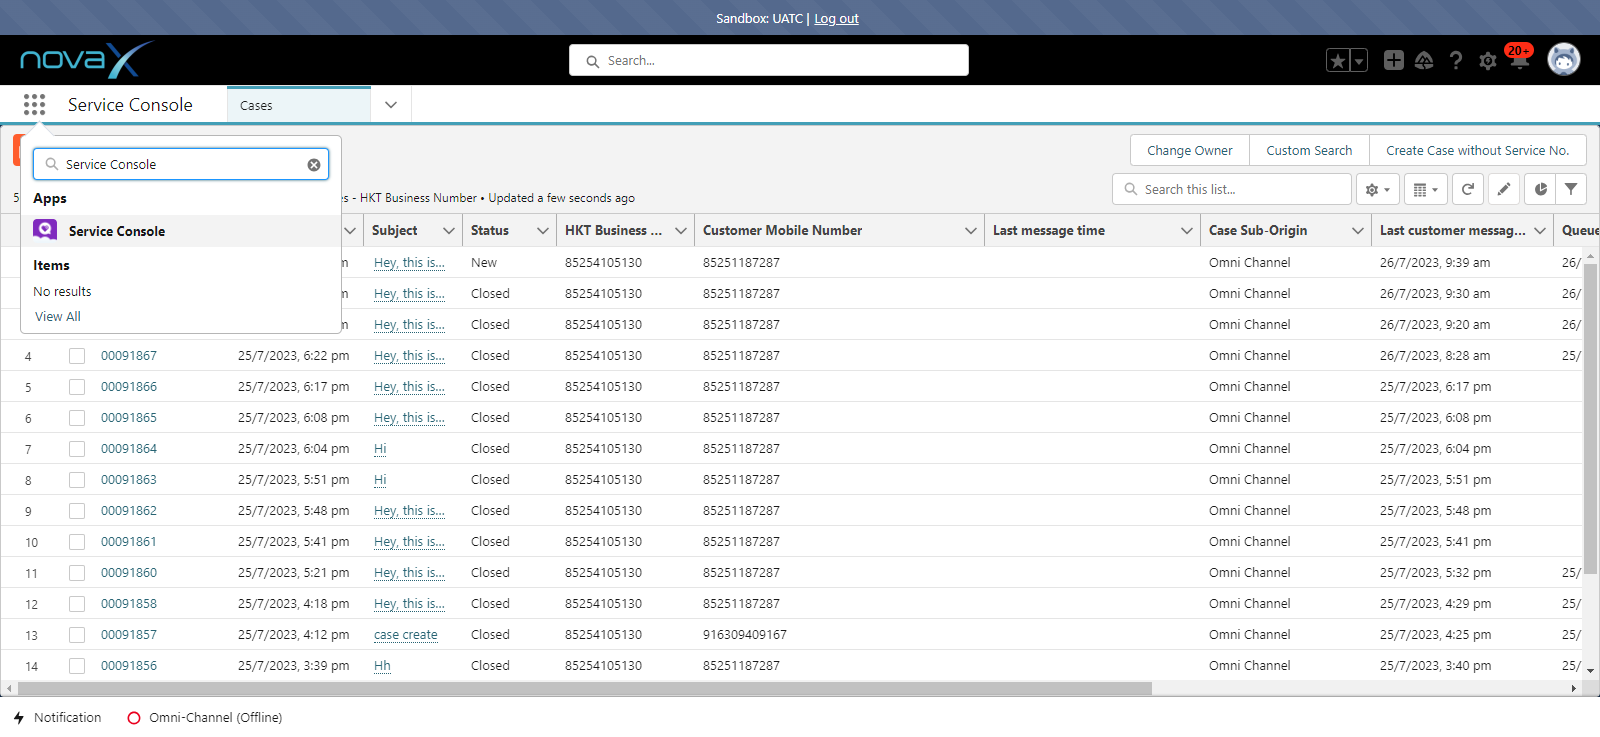 Sandbox: UATC | Log out
novaX
Search...
20+
Service Console
Cases
Service Console
Apps
Service Console
Items
No results
View All
Change Owner
Custom Search
Create Case without Service No.
5
s - HKT Business Number • Updated a few seconds ago
Search this list...
Subject Status HKT Business ... Customer Mobile Number Last message time Case Sub-Origin Last customer messag... Queue
Hey, this is... New 85254105130 85251187287 Omni Channel 26/7/2023, 9:39 am 26/
Hey, this is... Closed 85254105130 85251187287 Omni Channel 26/7/2023, 9:30 am 26/
Hey, this is... Closed 85254105130 85251187287 Omni Channel 26/7/2023, 9:20 am 26/
4 00091867 25/7/2023, 6:22 pm Hey, this is... Closed 85254105130 85251187287 Omni Channel 26/7/2023, 8:28 am 25/
5 00091866 25/7/2023, 6:17 pm Hey, this is... Closed 85254105130 85251187287 Omni Channel 25/7/2023, 6:17 pm
6 00091865 25/7/2023, 6:08 pm Hey, this is... Closed 85254105130 85251187287 Omni Channel 25/7/2023, 6:08 pm
7 00091864 25/7/2023, 6:04 pm Hi Closed 85254105130 85251187287 Omni Channel 25/7/2023, 6:04 pm
8 00091863 25/7/2023, 5:51 pm Hi Closed 85254105130 85251187287 Omni Channel 25/7/2023, 5:51 pm
9 00091862 25/7/2023, 5:48 pm Hey, this is... Closed 85254105130 85251187287 Omni Channel 25/7/2023, 5:48 pm
10 00091861 25/7/2023, 5:41 pm Hey, this is... Closed 85254105130 85251187287 Omni Channel 25/7/2023, 5:41 pm
11 00091860 25/7/2023, 5:21 pm Hey, this is... Closed 85254105130 85251187287 Omni Channel 25/7/2023, 5:32 pm 25/
12 00091858 25/7/2023, 4:18 pm Hey, this is... Closed 85254105130 85251187287 Omni Channel 25/7/2023, 4:29 pm 25/
13 00091857 25/7/2023, 4:12 pm case create Closed 85254105130 916309409167 Omni Channel 25/7/2023, 4:25 pm 25/
14 00091856 25/7/2023, 3:39 pm Hh Closed 85254105130 85251187287 Omni Channel 25/7/2023, 3:40 pm 25/
Notification Omni-Channel (Offline)